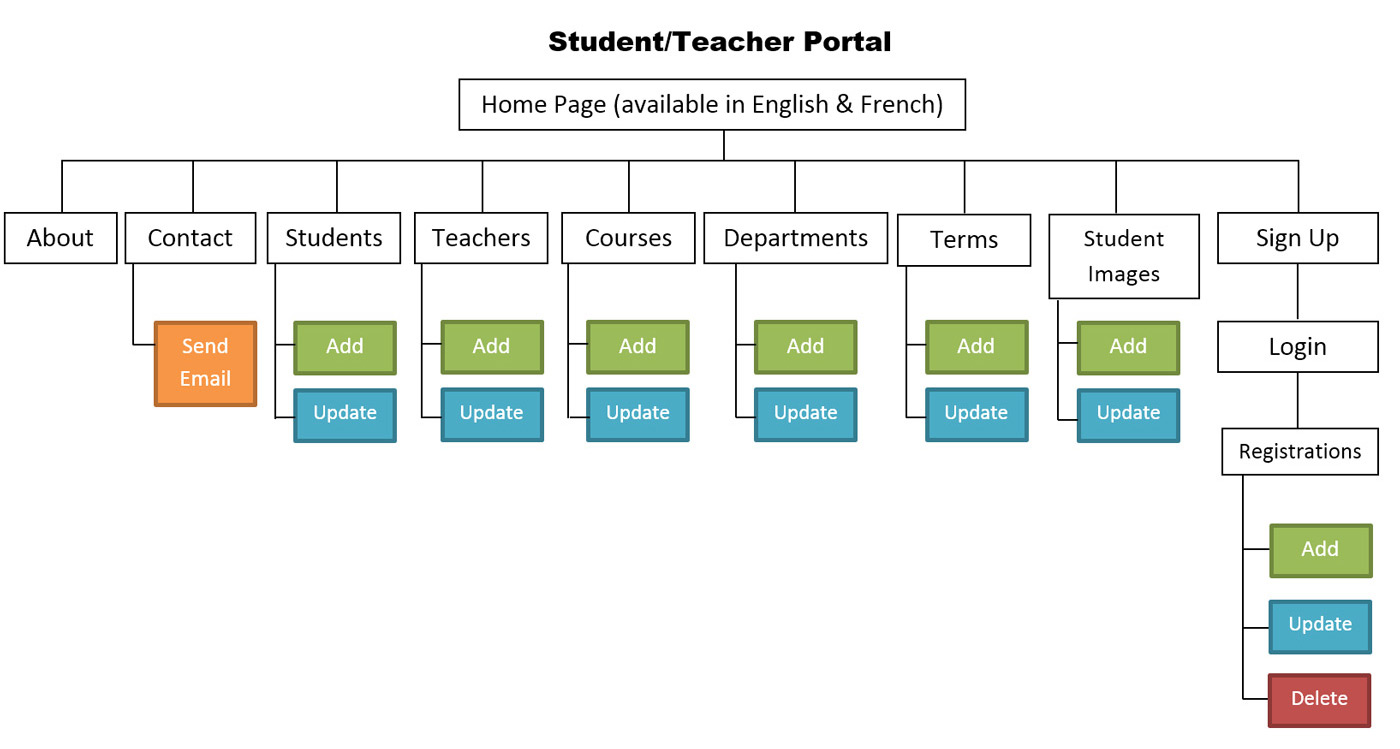 Student/Teacher Portal
Home Page (available in English & French)
About
Contact
Students
Teachers
Courses
Departments
Terms
Student
Images
Sign Up
Send
Email
Add
Update
Add
Update
Add
Update
Add
Update
Add
Update
Add
Update
Login
Registrations
Add
Update
Delete